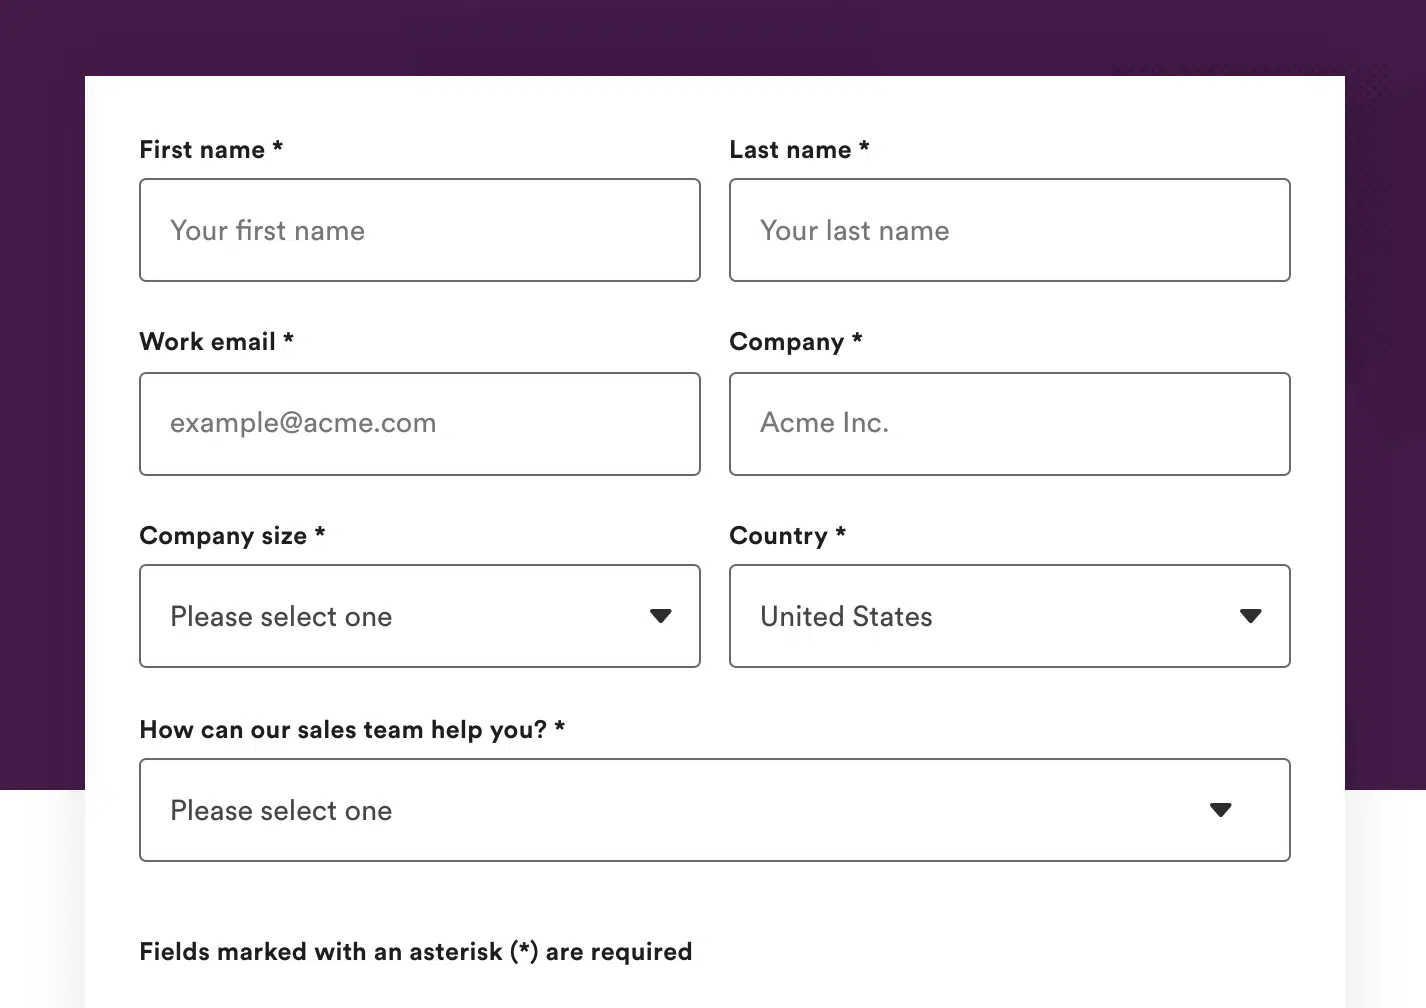 First name *
Last name *
Your first name
Your last name
Work email *
Company *
example@acme.com
Acme Inc.
Company size *
Country *
Please select one
United States
How can our sales team help you? *
Please select one
Fields marked with an asterisk (*) are required